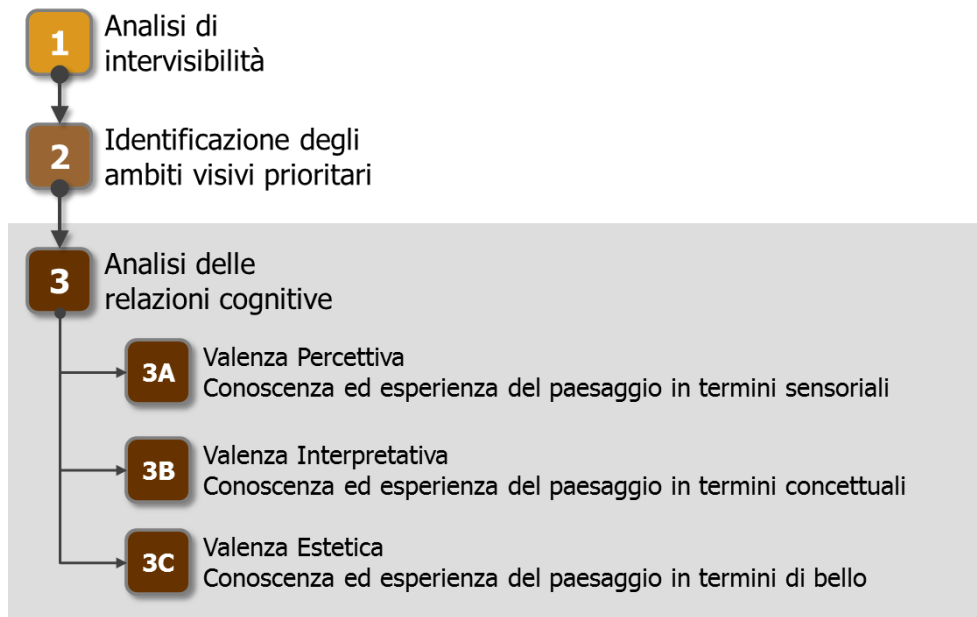 1
Analisi di
intervisibilità
2
Identificazione degli
ambiti visivi prioritari
3
Analisi delle
relazioni cognitive
3A
Valenza Percettiva
Conoscenza ed esperienza del paesaggio in termini sensoriali
3B
Valenza Interpretativa
Conoscenza ed esperienza del paesaggio in termini concettuali
3C
Valenza Estetica
Conoscenza ed esperienza del paesaggio in termini di bello